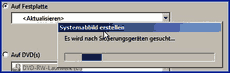 Auf Festplatte
<Aktualisieren>
Systemabbild erstellen
Es wird nach Sicherungsgeräten gesucht...
Auf DVD(s)
DVD-RW-Laufwerk